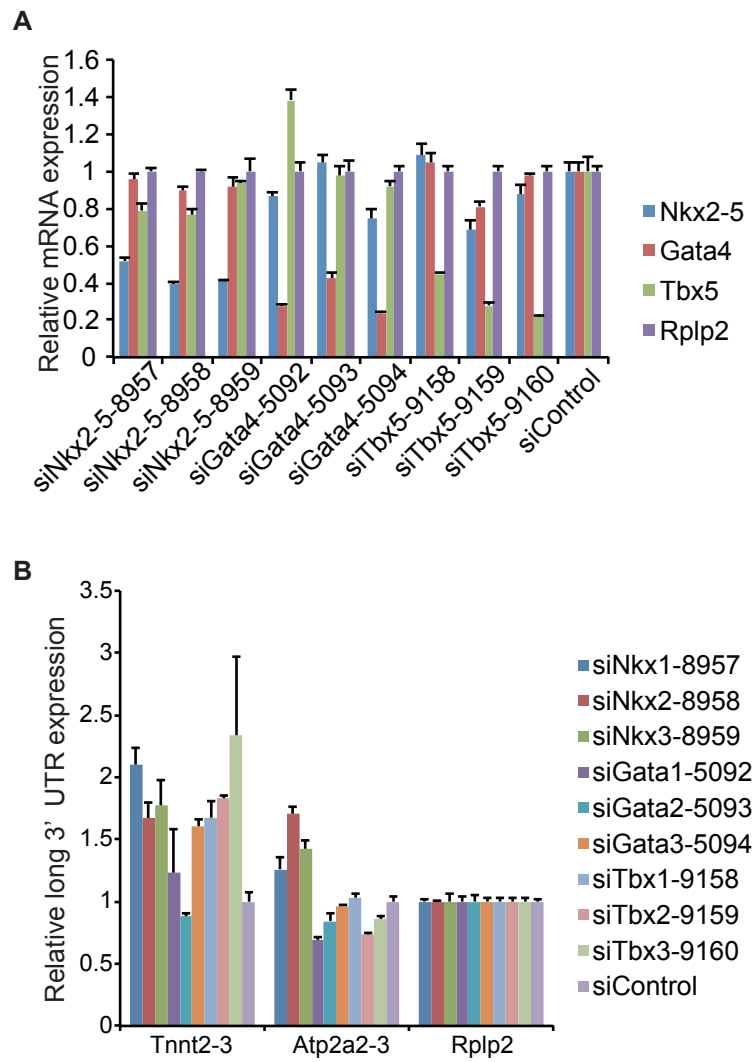 A
Relative mRNA expression
1.6
1.4
1.2
1
0.8
0.6
0.4
0.2
0
siNkx2-5-8957
siNkx2-5-8958
siNkx2-5-8959
siGata4-5092
siGata4-5093
siGata4-5094
siTbx5-9158
siTbx5-9159
siTbx5-9160
siControl
Nkx2-5
Gata4
Tbx5
Rplp2
B
Relative long 3’ UTR expression
3.5
3
2.5
2
1.5
1
0.5
0
Tnnt2-3
Atp2a2-3
Rplp2
siNkx1-8957
siNkx2-8958
siNkx3-8959
siGata1-5092
siGata2-5093
siGata3-5094
siTbx1-9158
siTbx2-9159
siTbx3-9160
siControl